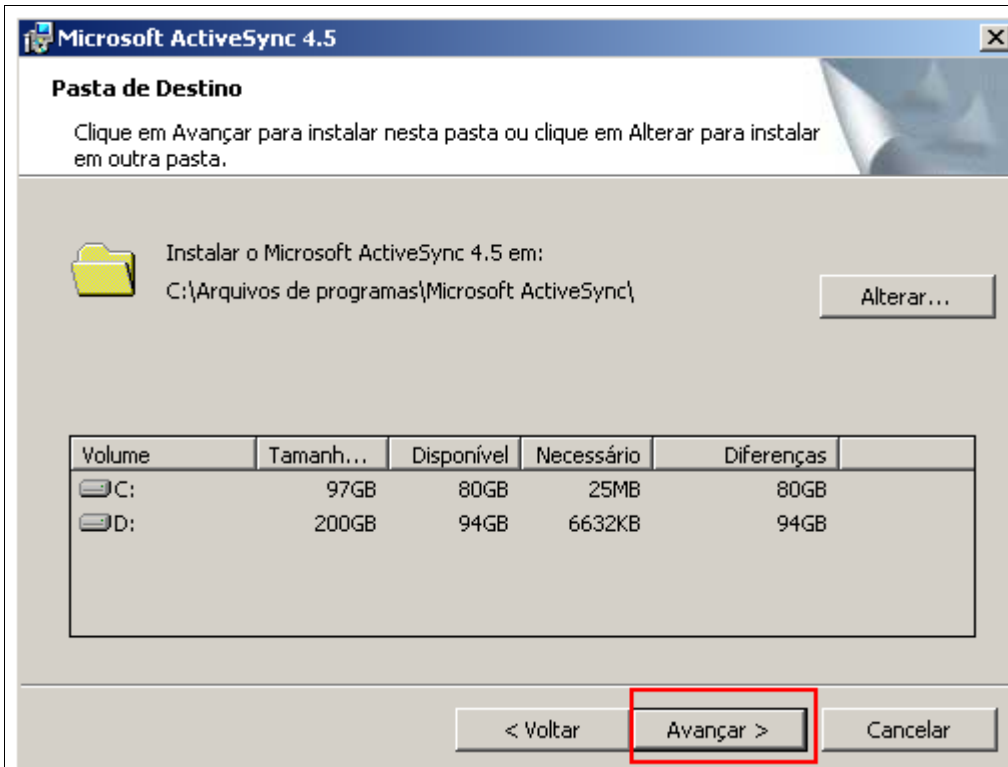 Microsoft ActiveSync 4.5
Pasta de Destino
Clique em Avançar para instalar nesta pasta ou clique em Alterar para instalar
em outra pasta.
Instalar o Microsoft ActiveSync 4.5 em:
C:\Arquivos de programas\Microsoft ActiveSync\
Alterar...
Volume Tamanh... Disponível Necessário Diferenças
C: 97GB 80GB 25MB 80GB
D: 200GB 94GB 6632KB 94GB
< Voltar Avançar > Cancelar